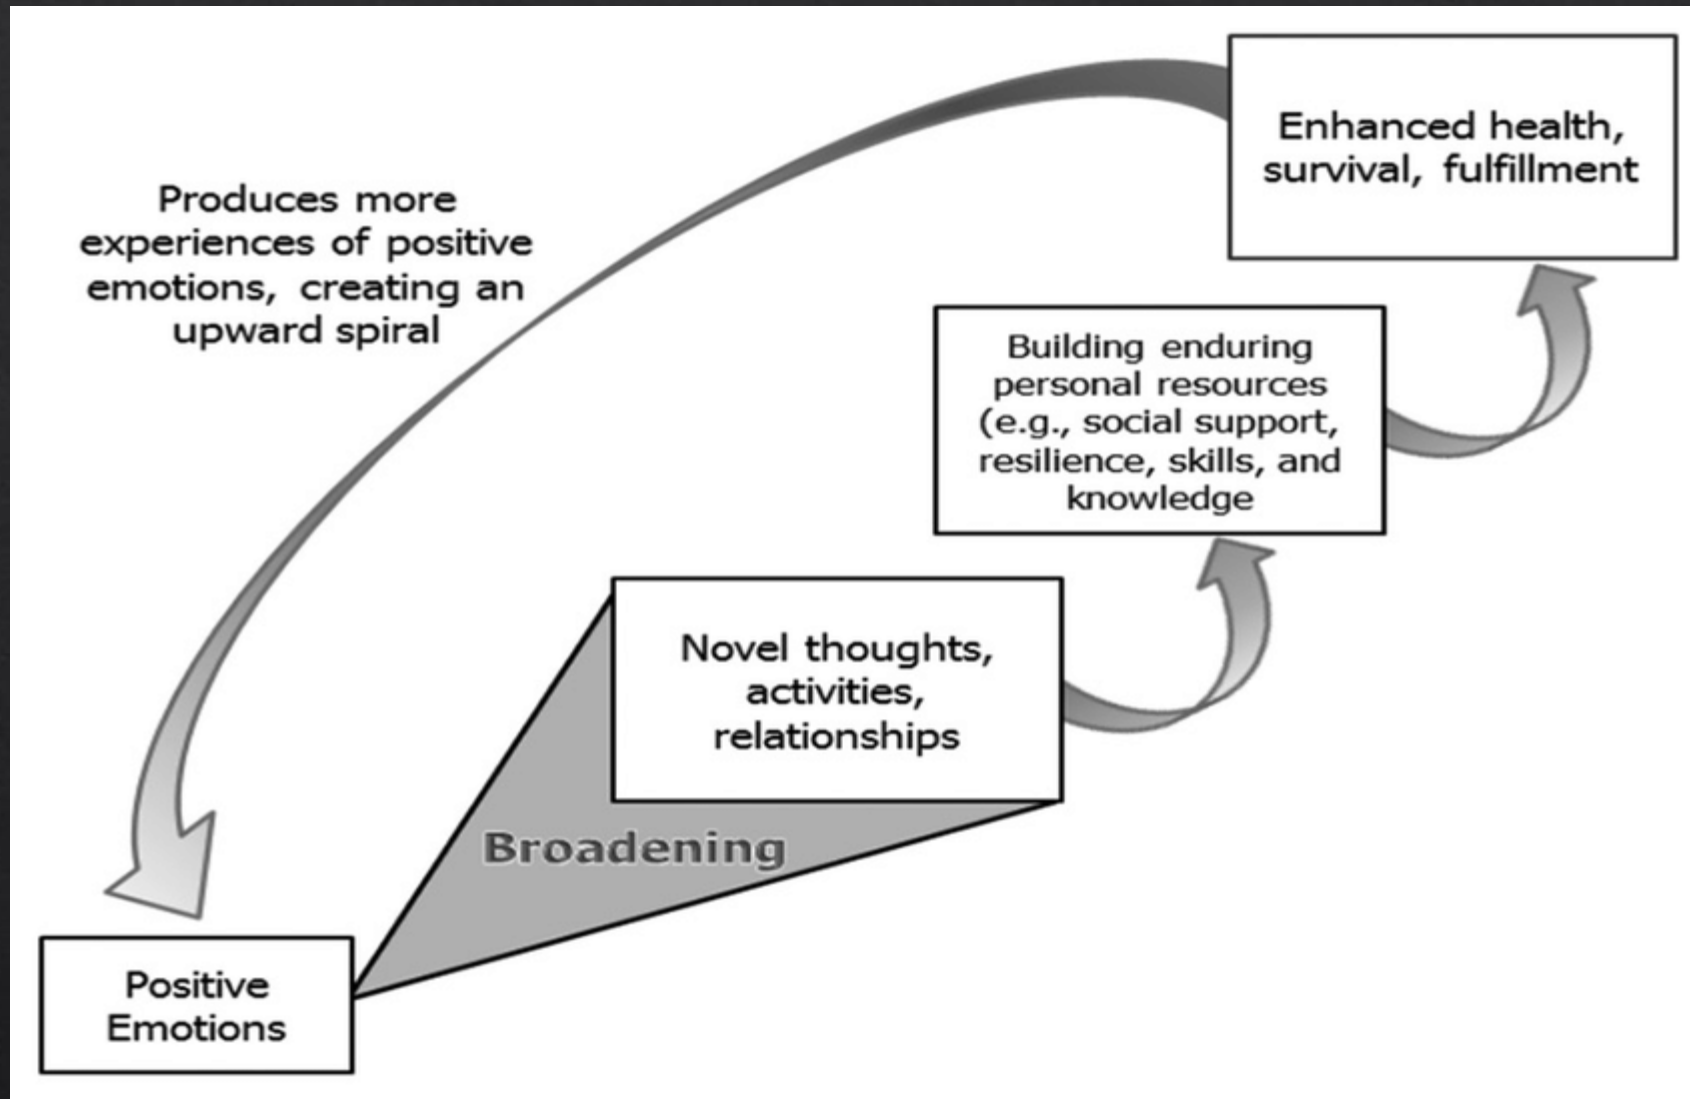 Enhanced health,
survival, fulfillment
Produces more
experiences of positive
emotions, creating an
upward spiral
Building enduring
personal resources
(e.g., social support,
resilience, skills, and
knowledge
Novel thoughts,
activities,
relationships
Broadening
Positive
Emotions